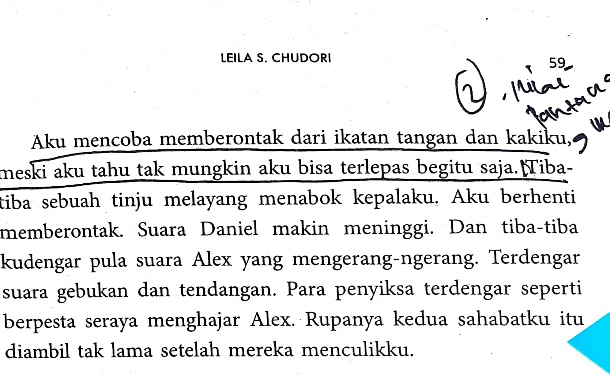 LEILA S. CHUDORI
59
2
Nilai
pantang
Aku mencoba memberontak dari ikatan tangan dan kakiku,
meski aku tahu tak mungkin aku bisa terlepas begitu saja. Tiba-
tiba sebuah tinju melayang menabok kepalaku. Aku berhenti
memberontak. Suara Daniel makin meninggi. Dan tiba-tiba
kudengar pula suara Alex yang mengerang-ngerang. Terdengar
suara gebukan dan tendangan. Para penyiksa terdengar seperti
berpesta seraya menghajar Alex. Rupanya kedua sahabatku itu
diambil tak lama setelah mereka menculikku.